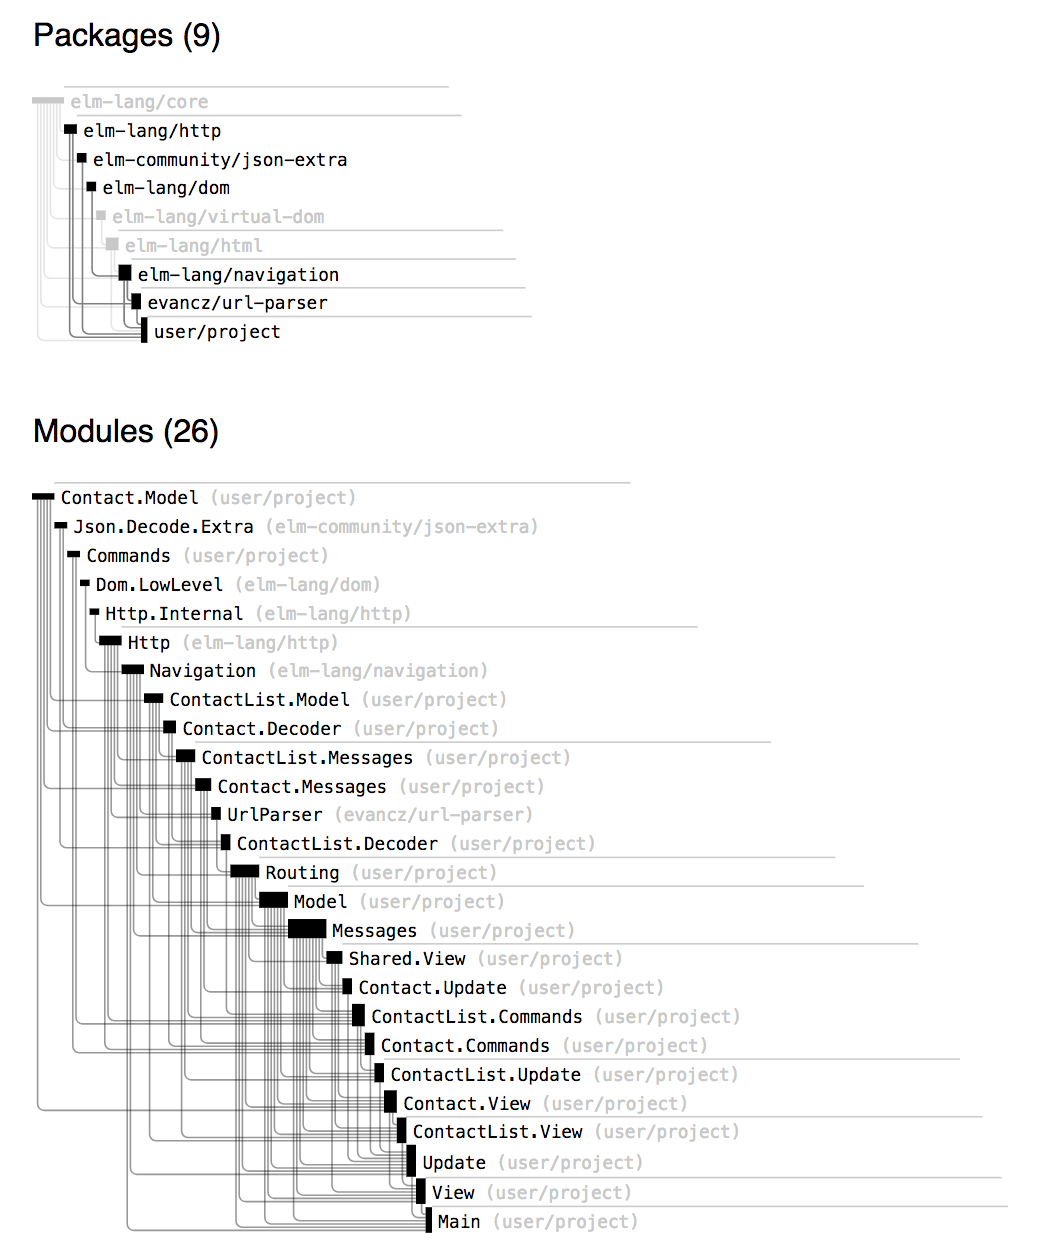 Packages (9)
elm-lang/core
elm-lang/http
elm-community/json-extra
elm-lang/dom
elm-lang/virtual-dom
elm-lang/html
elm-lang/navigation
evancz/url-parser
user/project
Modules (26)
Contact.Model (user/project)
Json.Decode.Extra (elm-community/json-extra)
Commands (user/project)
Dom.LowLevel (elm-lang/dom)
Http.Internal (elm-lang/http)
Http (elm-lang/http)
Navigation (elm-lang/navigation)
ContactList.Model (user/project)
Contact.Decoder (user/project)
ContactList.Messages (user/project)
Contact.Messages (user/project)
UrlParser (evancz/url-parser)
ContactList.Decoder (user/project)
Routing (user/project)
Model (user/project)
Messages (user/project)
Shared.View (user/project)
Contact.Update (user/project)
ContactList.Commands (user/project)
Contact.Commands (user/project)
ContactList.Update (user/project)
Contact.View (user/project)
ContactList.View (user/project)
Update (user/project)
View (user/project)
Main (user/project)